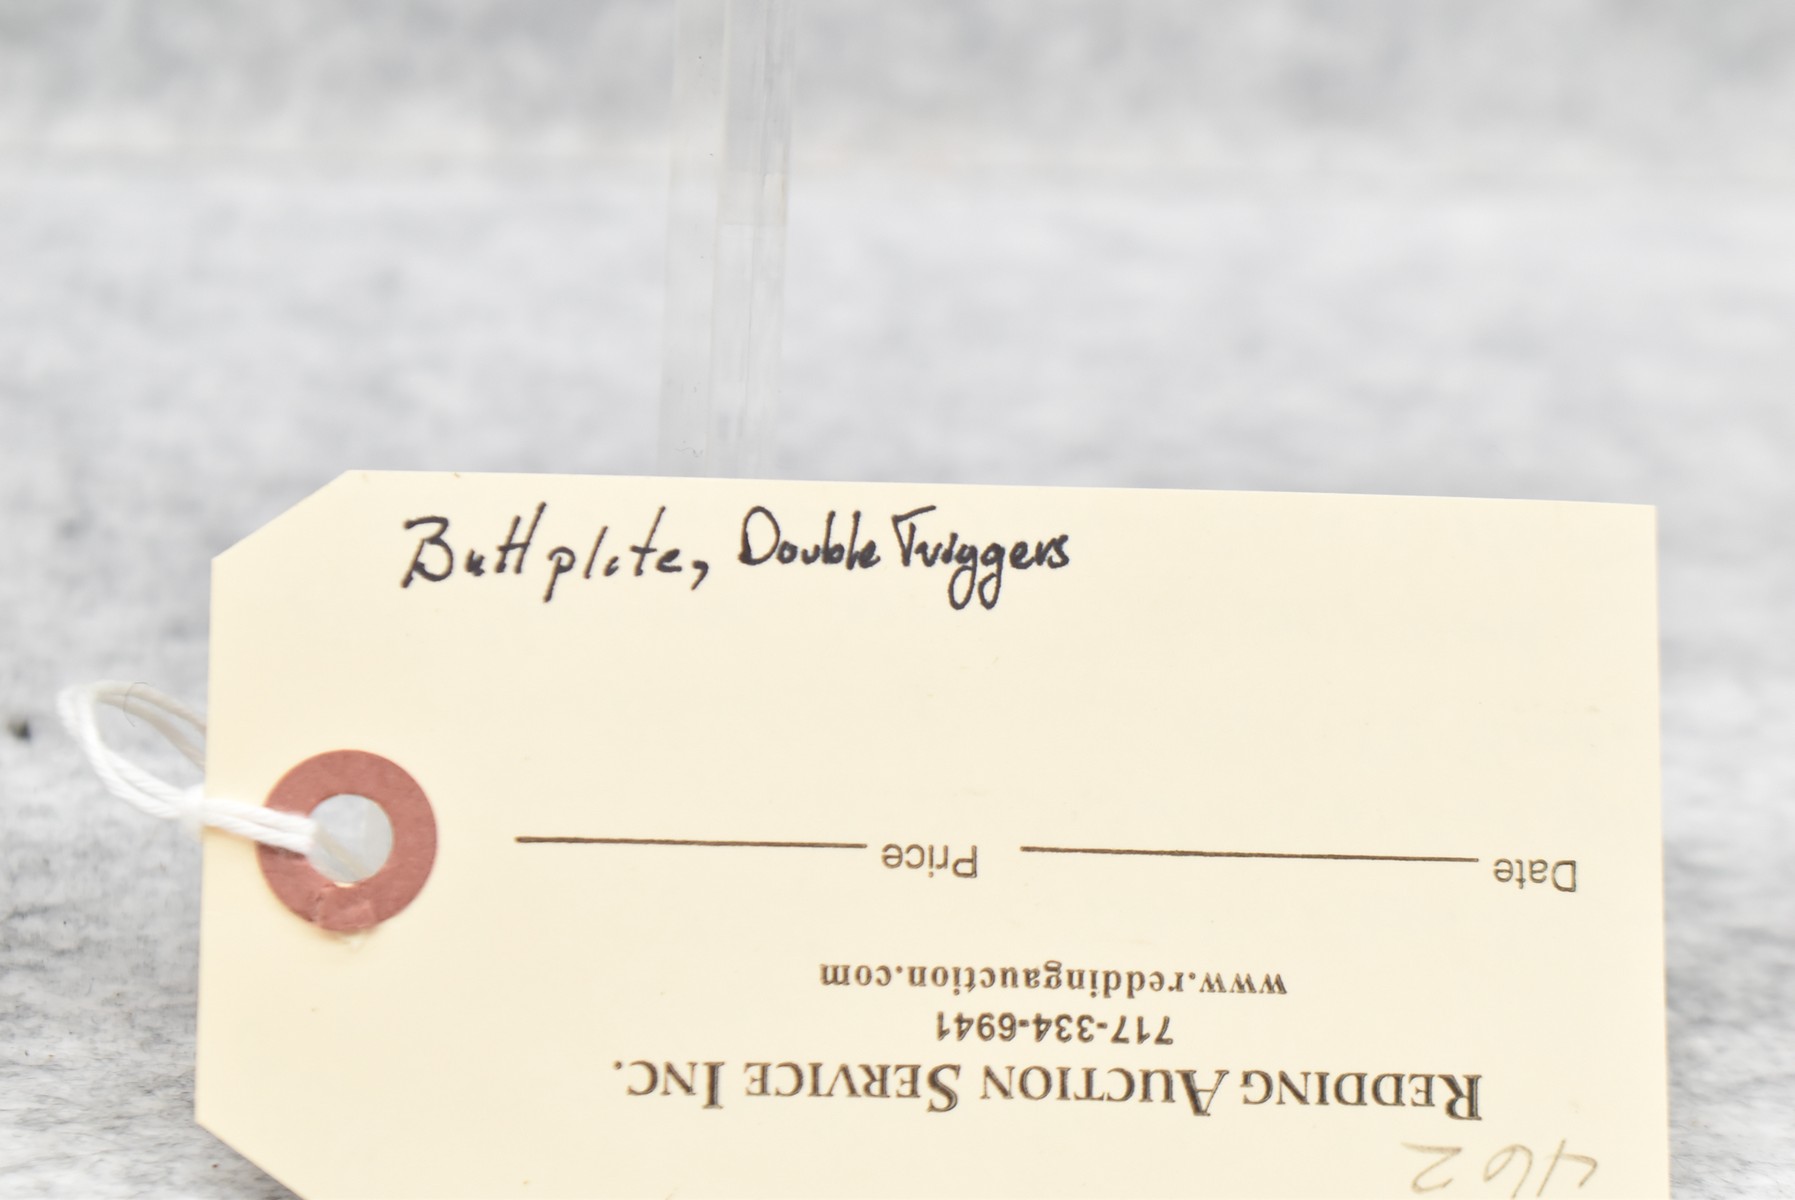 Buttplate, Double Triggers
462
REDDING AUCTION SERVICE INC.
717-334-6941
www.reddingauction.com
Date Price